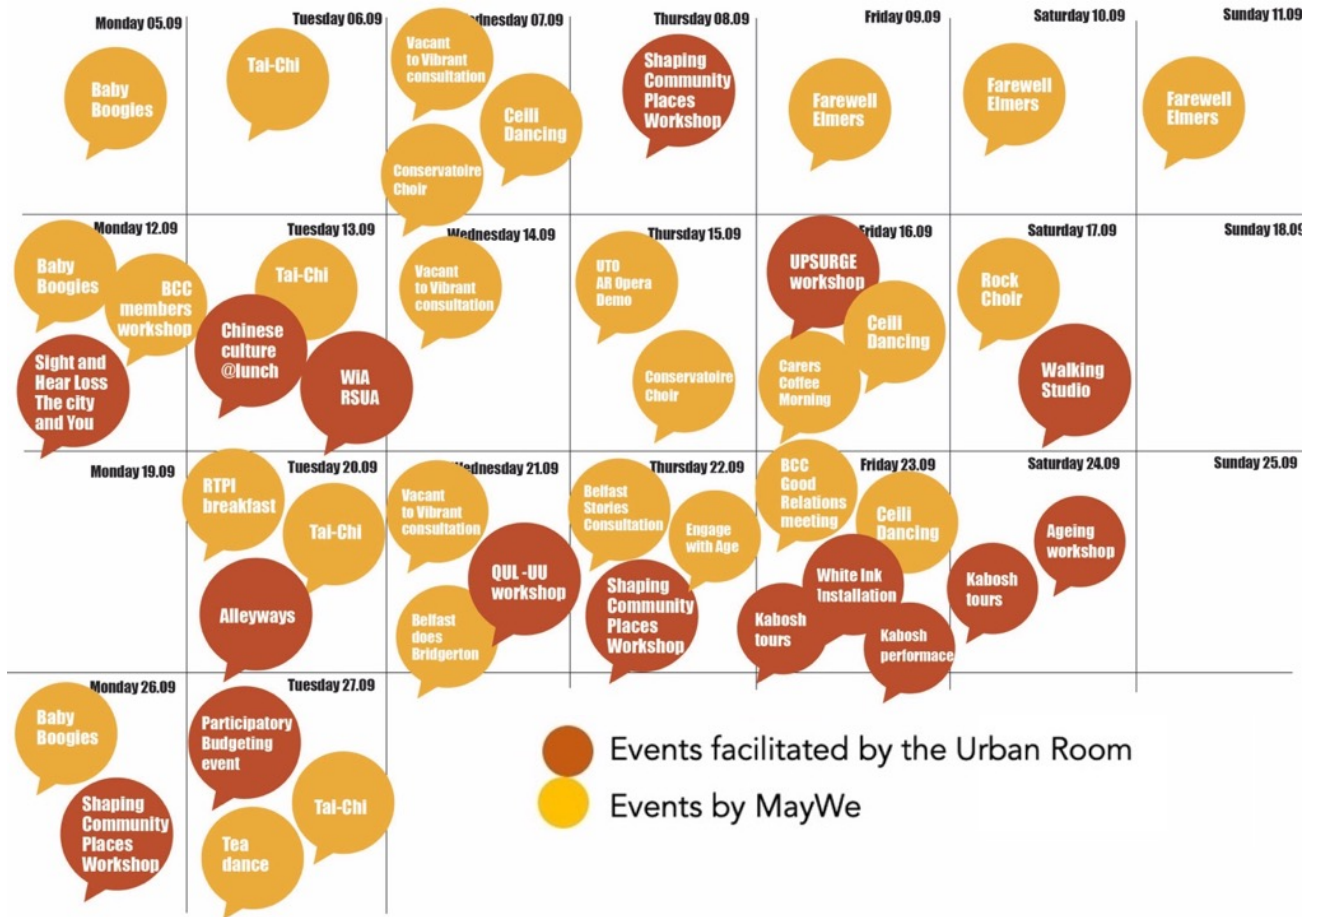 Monday 05.09
Baby
Boogies
Tuesday 06.09
Tai-Chi
dnesday 07.09
Vacant
to Vibrant
consultation
Ceili
Dancing
Conservatoire
Choir
Thursday 08.09
Shaping
Community
Places
Workshop
Friday 09.09
Farewell
Elmers
Saturday 10.09
Farewell
Elmers
Sunday 11.09
Farewell
Elmers
Monday 12.09
Baby
Boogies
BCC
members
workshop
Sight and
Hear Loss
The city
and You
Tuesday 13.09
Tai-Chi
Chinese
culture
@lunch
WiA
RSUA
Wednesday 14.09
Vacant
to Vibrant
consultation
Thursday 15.09
UTO
AR Opera
Demo
Conservatoire
Choir
Friday 16.09
UPSURGE
workshop
Ceili
Dancing
Carers
Coffee
Morning
Saturday 17.09
Rock
Choir
Walking
Studio
Sunday 18.09
Monday 19.09
Tuesday 20.09
RTPI
breakfast
Tai-Chi
Alleyways
Wednesday 21.09
Vacant
to Vibrant
consultation
QUL -UU
workshop
Belfast
does
Bridgerton
Thursday 22.09
Belfast
Stories
Consultation
Engage
with Age
Shaping
Community
Places
Workshop
Friday 23.09
BCC
Good
Relations
meeting
Ceili
Dancing
White Ink
Installation
Kabosh
tours
Kabosh
performace
Saturday 24.09
Ageing
workshop
Kabosh
tours
Sunday 25.09
Monday 26.09
Baby
Boogies
Shaping
Community
Places
Workshop
Tuesday 27.09
Participatory
Budgeting
event
Tai-Chi
Tea
dance
Events facilitated by the Urban Room
Events by MayWe